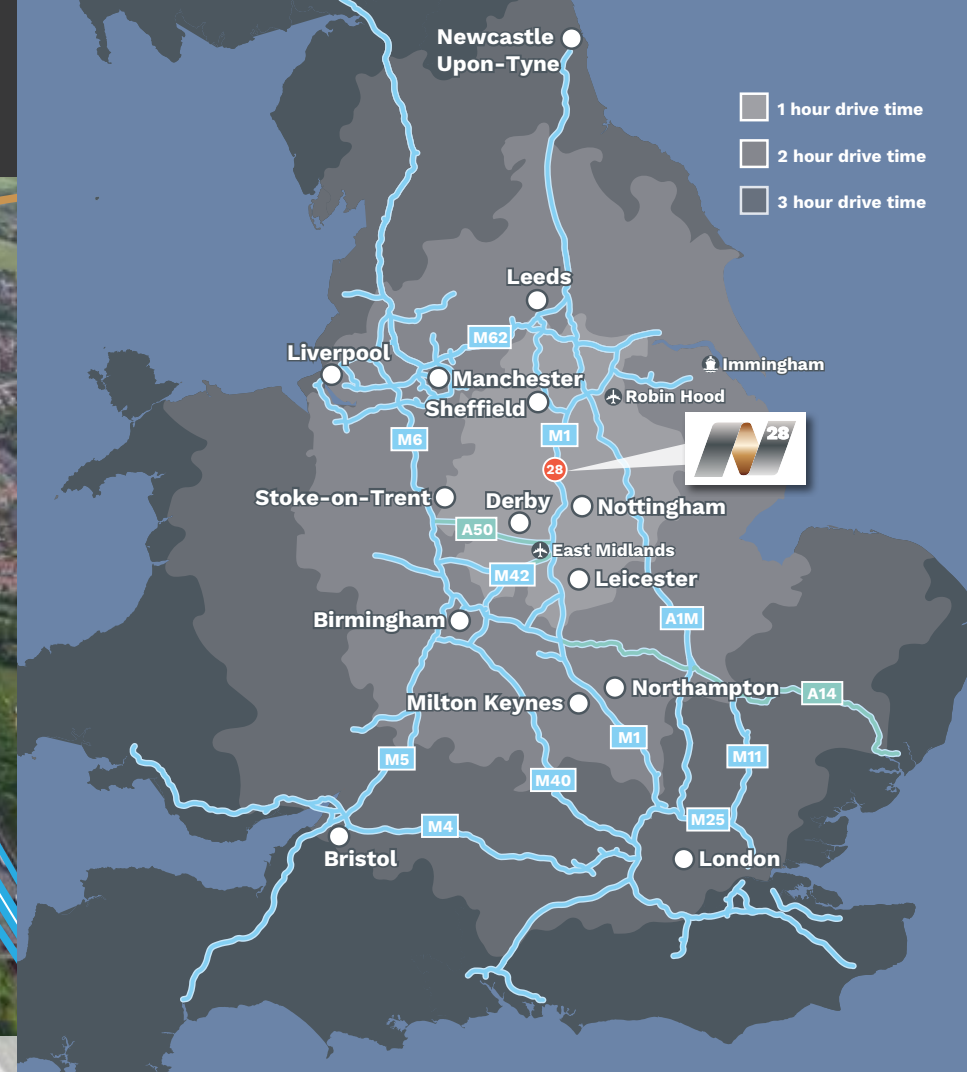 Newcastle
Upon-Tyne
1 hour drive time
2 hour drive time
3 hour drive time
Leeds
M62
Liverpool
Immingham
Manchester
Robin Hood
Sheffield
M6
M1
28
28
Stoke-on-Trent
Derby
Nottingham
A50
East Midlands
M42
Leicester
Birmingham
A1M
Northampton
A14
Milton Keynes
M1
M5
M11
M40
M25
M4
Bristol
London